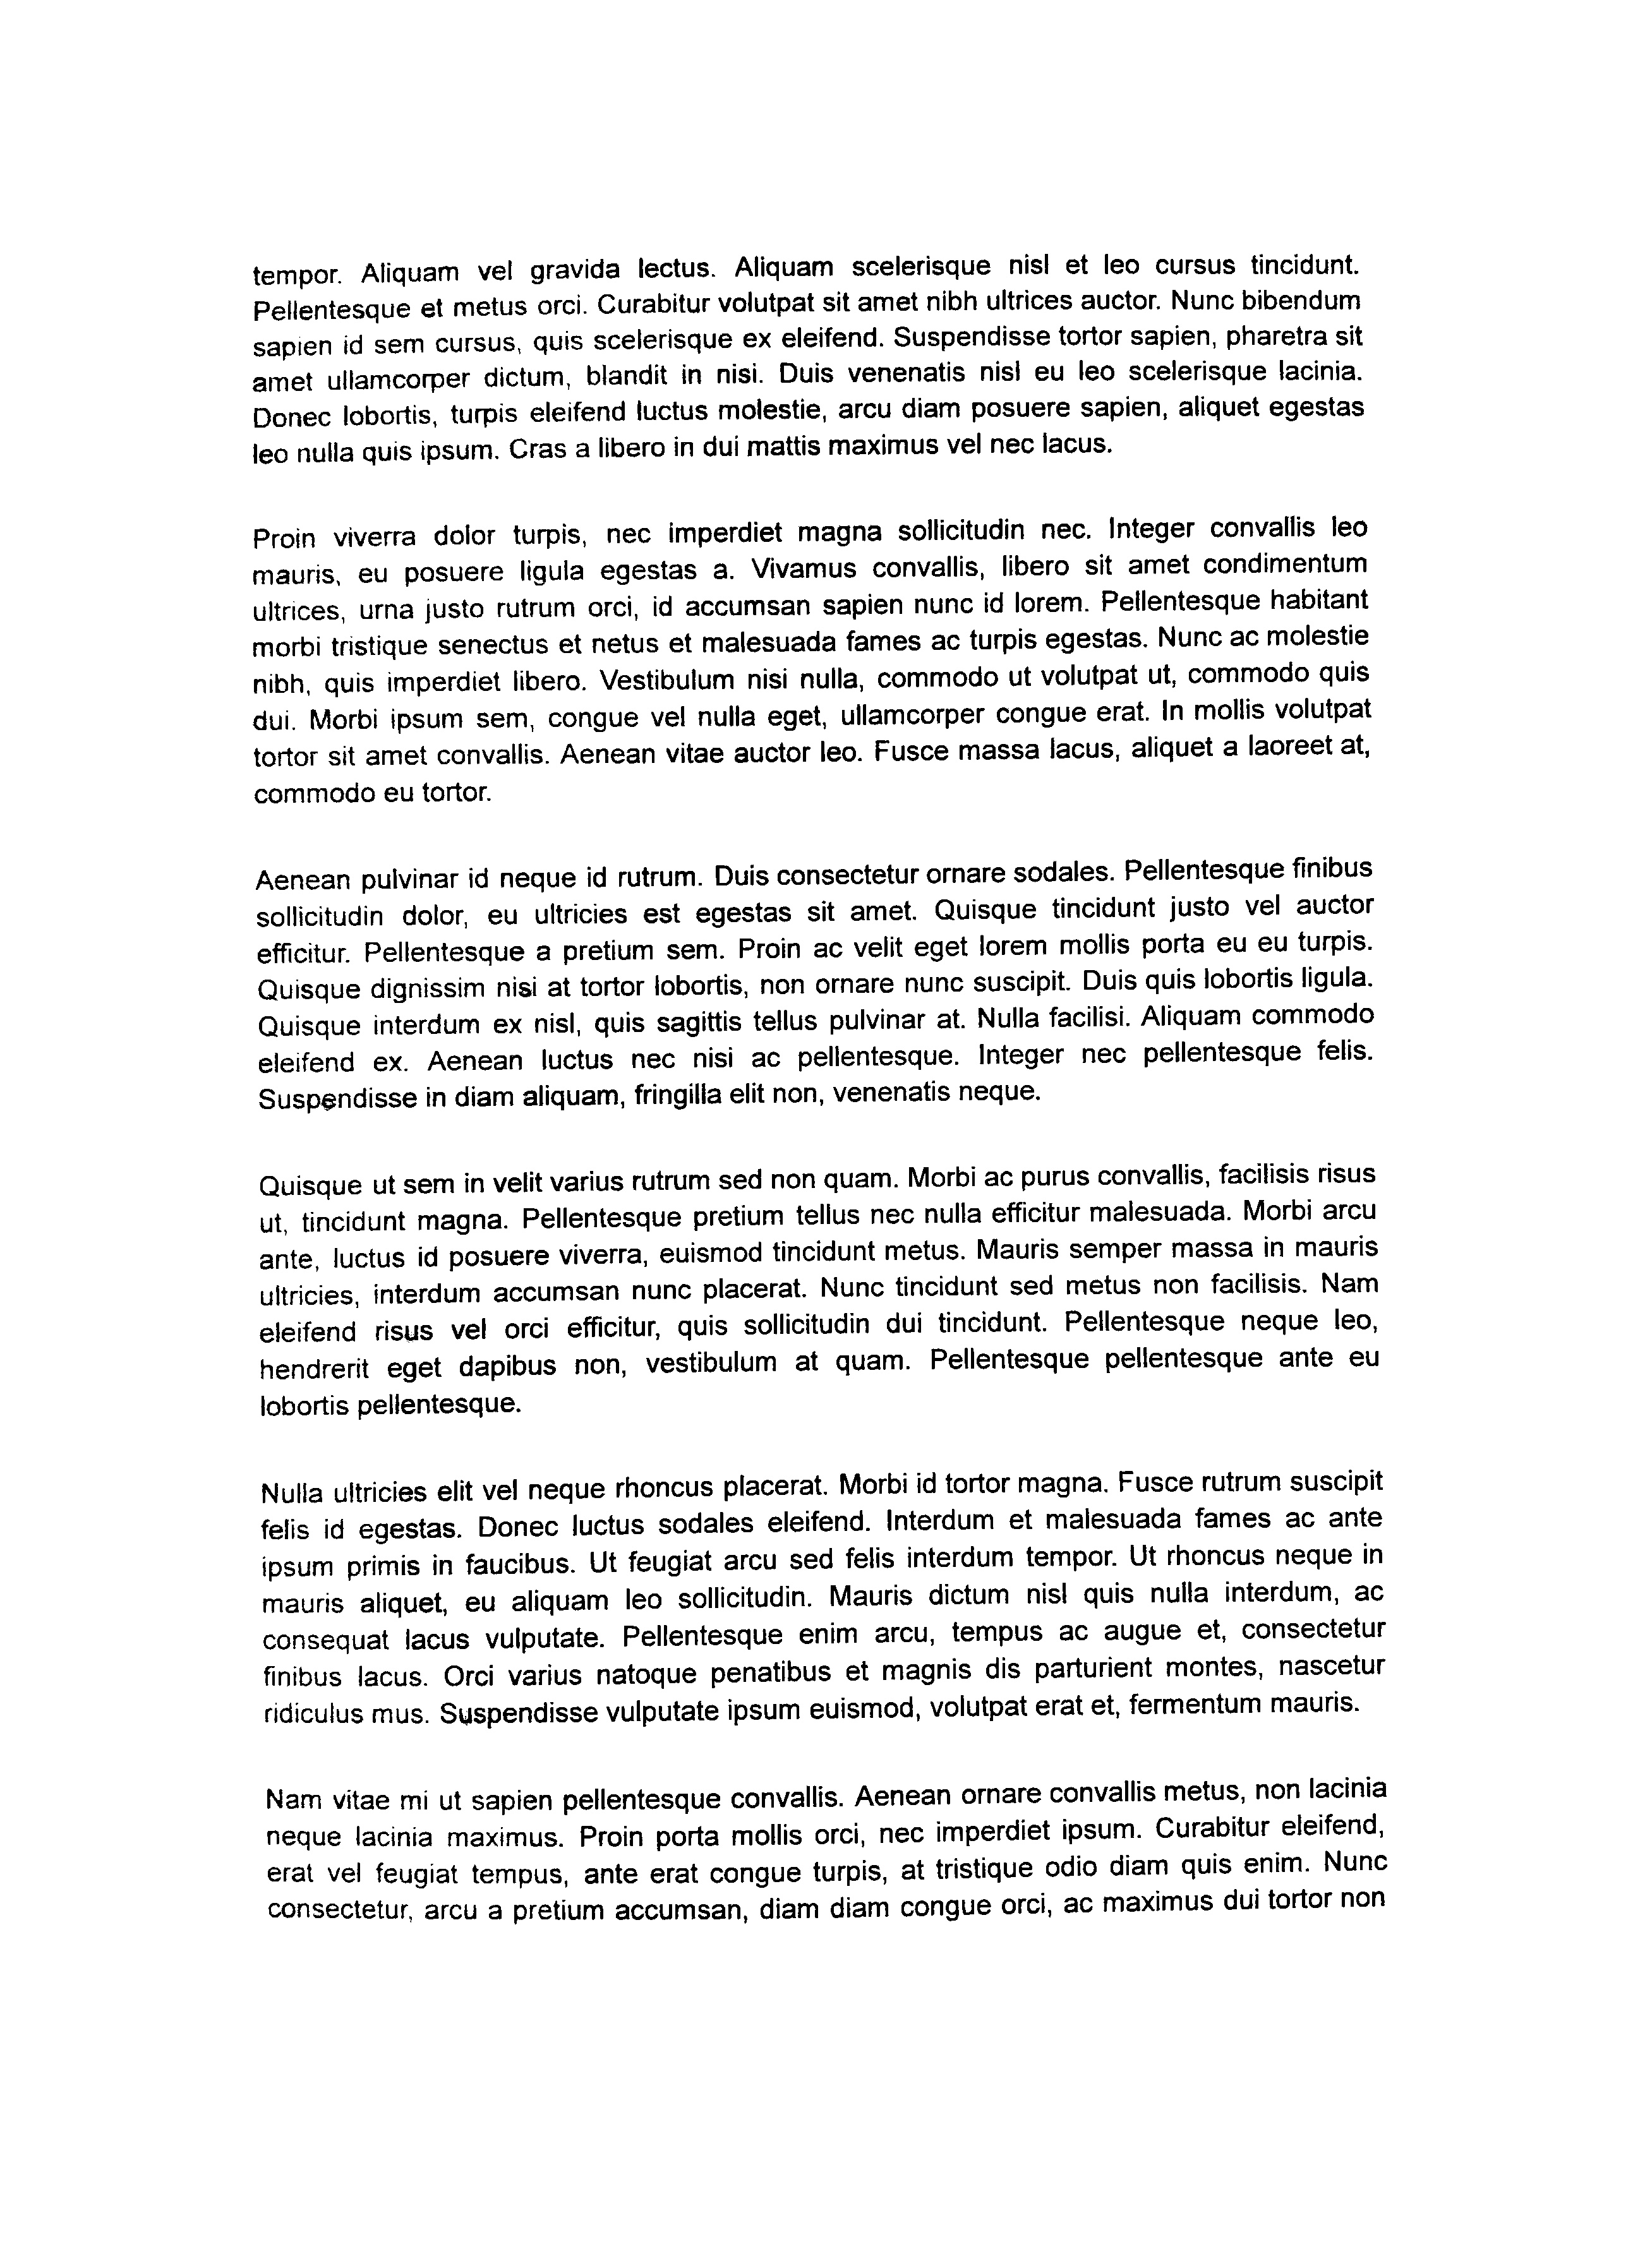 tempor. Aliquam vel gravida lectus. Aliquam scelerisque nisl et leo cursus tincidunt.
Pellentesque et metus orci. Curabitur volutpat sit amet nibh ultrices auctor. Nunc bibendum
sapien id sem cursus, quis scelerisque ex eleifend. Suspendisse tortor sapien, pharetra sit
amet ullamcorper dictum, blandit in nisi. Duis venenatis nisl eu leo scelerisque lacinia.
Donec lobortis, turpis eleifend luctus molestie, arcu diam posuere sapien, aliquet egestas
leo nulla quis ipsum. Cras a libero in dui mattis maximus vel nec lacus.
Proin viverra dolor turpis, nec imperdiet magna sollicitudin nec. Integer convallis leo
mauris, eu posuere ligula egestas a. Vivamus convallis, libero sit amet condimentum
ultrices, urna justo rutrum orci, id accumsan sapien nunc id lorem. Pellentesque habitant
morbi tristique senectus et netus et malesuada fames ac turpis egestas. Nunc ac molestie
nibh, quis imperdiet libero. Vestibulum nisi nulla, commodo ut volutpat ut, commodo quis
dui. Morbi ipsum sem, congue vel nulla eget, ullamcorper congue erat. In mollis volutpat
tortor sit amet convallis. Aenean vitae auctor leo. Fusce massa lacus, aliquet a laoreet at,
commodo eu tortor.
Aenean pulvinar id neque id rutrum. Duis consectetur ornare sodales. Pellentesque finibus
sollicitudin dolor, eu ultricies est egestas sit amet. Quisque tincidunt justo vel auctor
efficitur. Pellentesque a pretium sem. Proin ac velit eget lorem mollis porta eu eu turpis.
Quisque dignissim nisi at tortor lobortis, non ornare nunc suscipit. Duis quis lobortis ligula.
Quisque interdum ex nisl, quis sagittis tellus pulvinar at. Nulla facilisi. Aliquam commodo
eleifend ex. Aenean luctus nec nisi ac pellentesque. Integer nec pellentesque felis.
Suspendisse in diam aliquam, fringilla elit non, venenatis neque.
Quisque ut sem in velit varius rutrum sed non quam. Morbi ac purus convallis, facilisis risus
ut, tincidunt magna. Pellentesque pretium tellus nec nulla efficitur malesuada. Morbi arcu
ante, luctus id posuere viverra, euismod tincidunt metus. Mauris semper massa in mauris
ultricies, interdum accumsan nunc placerat. Nunc tincidunt sed metus non facilisis. Nam
eleifend risus vel orci efficitur, quis sollicitudin dui tincidunt. Pellentesque neque leo,
hendrerit eget dapibus non, vestibulum at quam. Pellentesque pellentesque ante eu
lobortis pellentesque.
Nulla ultricies elit vel neque rhoncus placerat. Morbi id tortor magna. Fusce rutrum suscipit
felis id egestas. Donec luctus sodales eleifend. Interdum et malesuada fames ac ante
ipsum primis in faucibus. Ut feugiat arcu sed felis interdum tempor. Ut rhoncus neque in
mauris aliquet, eu aliquam leo sollicitudin. Mauris dictum nisl quis nulla interdum, ac
consequat lacus vulputate. Pellentesque enim arcu, tempus ac augue et, consectetur
finibus lacus. Orci varius natoque penatibus et magnis dis parturient montes, nascetur
ridiculus mus. Suspendisse vulputate ipsum euismod, volutpat erat et, fermentum mauris.
Nam vitae mi ut sapien pellentesque convallis. Aenean ornare convallis metus, non lacinia
neque lacinia maximus. Proin porta mollis orci, nec imperdiet ipsum. Curabitur eleifend,
erat vel feugiat tempus, ante erat congue turpis, at tristique odio diam quis enim. Nunc
consectetur, arcu a pretium accumsan, diam diam congue orci, ac maximus dui tortor non